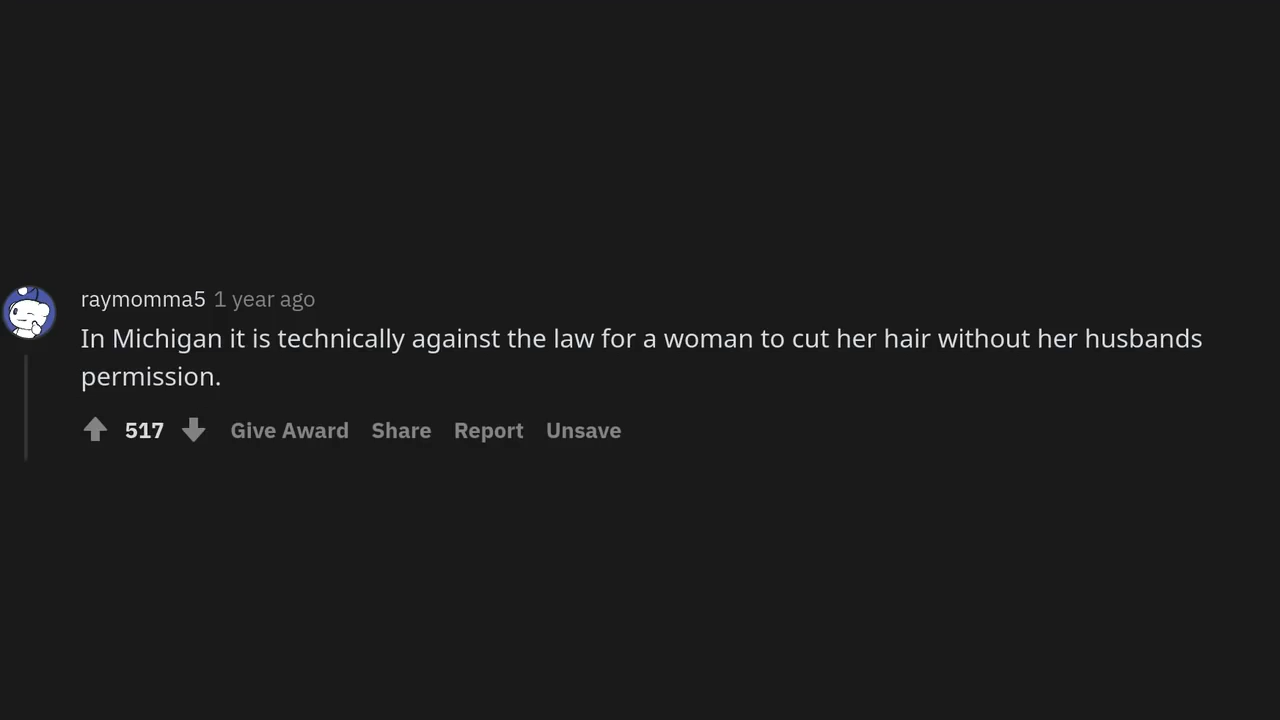 raymomma5 1 year ago
In Michigan it is technically against the law for a woman to cut her hair without her husbands
permission.
517 Give Award Share Report Unsave